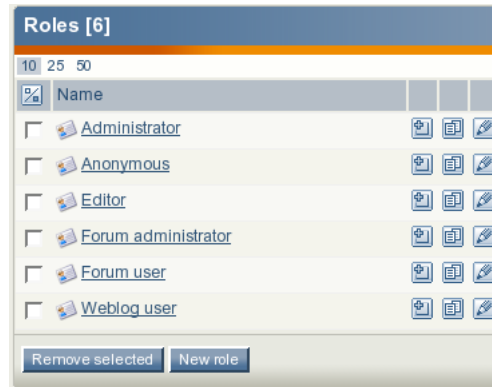 Roles [6]
10 25 50
Name
Administrator
Anonymous
Editor
Forum administrator
Forum user
Weblog user
Remove selected New role